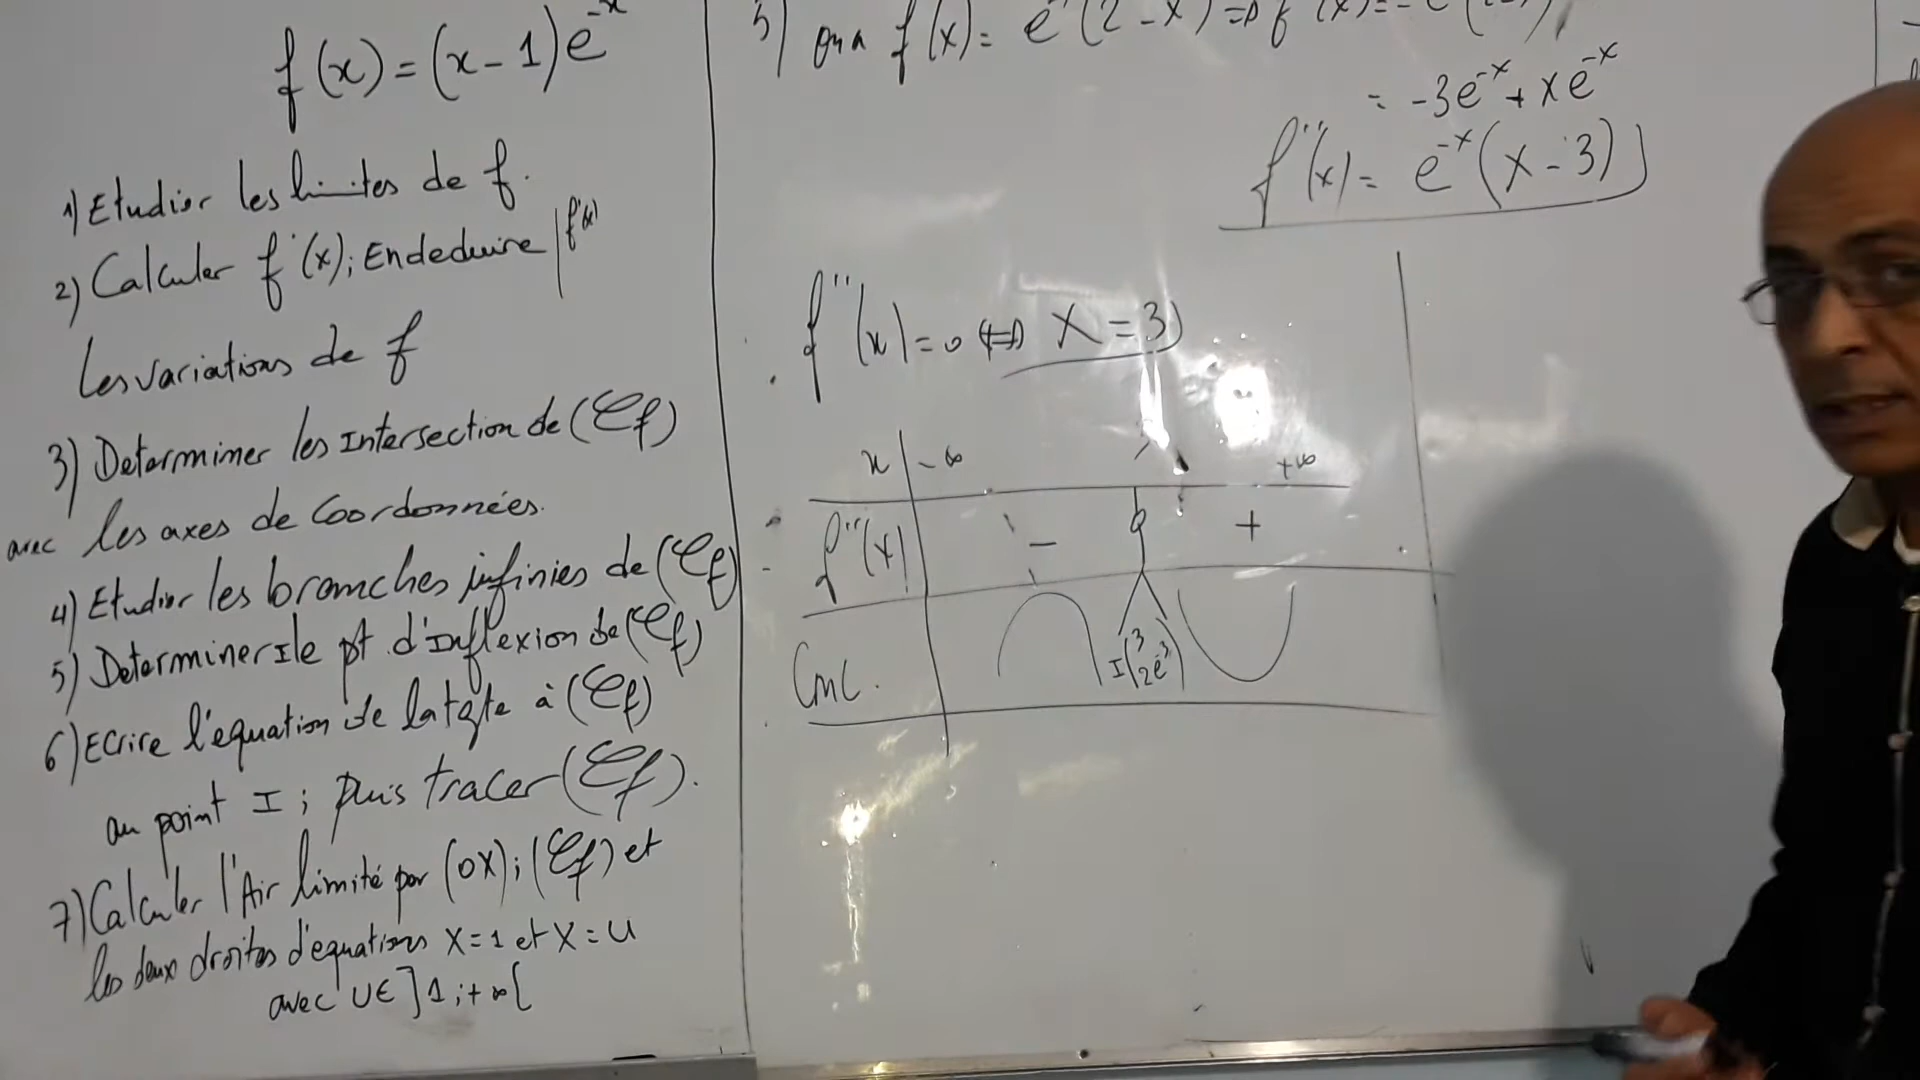 f(x) = (x-1)e^-x
1) Etudier les limites de f.
2) Calculer f'(x); En deduire | f''(x)
les variations de f
3) Determiner les Intersection de (Cf)
avec les axes de Coordonnées.
4) Etudier les branches infinies de (Cf)
5) Determiner I le pt d'Inflexion de (Cf)
6) Ecrire l'équation de la tgte à (Cf)
au point I ; puis tracer (Cf).
7) Calculer l'Air limité par (OX); (Cf) et
les deux droites d'equations X=1 et X=U
avec U∈]1;+∞[
5) on a f'(x) = e^-x(2-x) =>
= -3e^-x + xe^-x
f''(x) = e^-x(x-3)
f''(x)=0 <=> x=3
x | -∞ +∞
f''(x) - 0 +
Cnc. I(3 2e^-3)